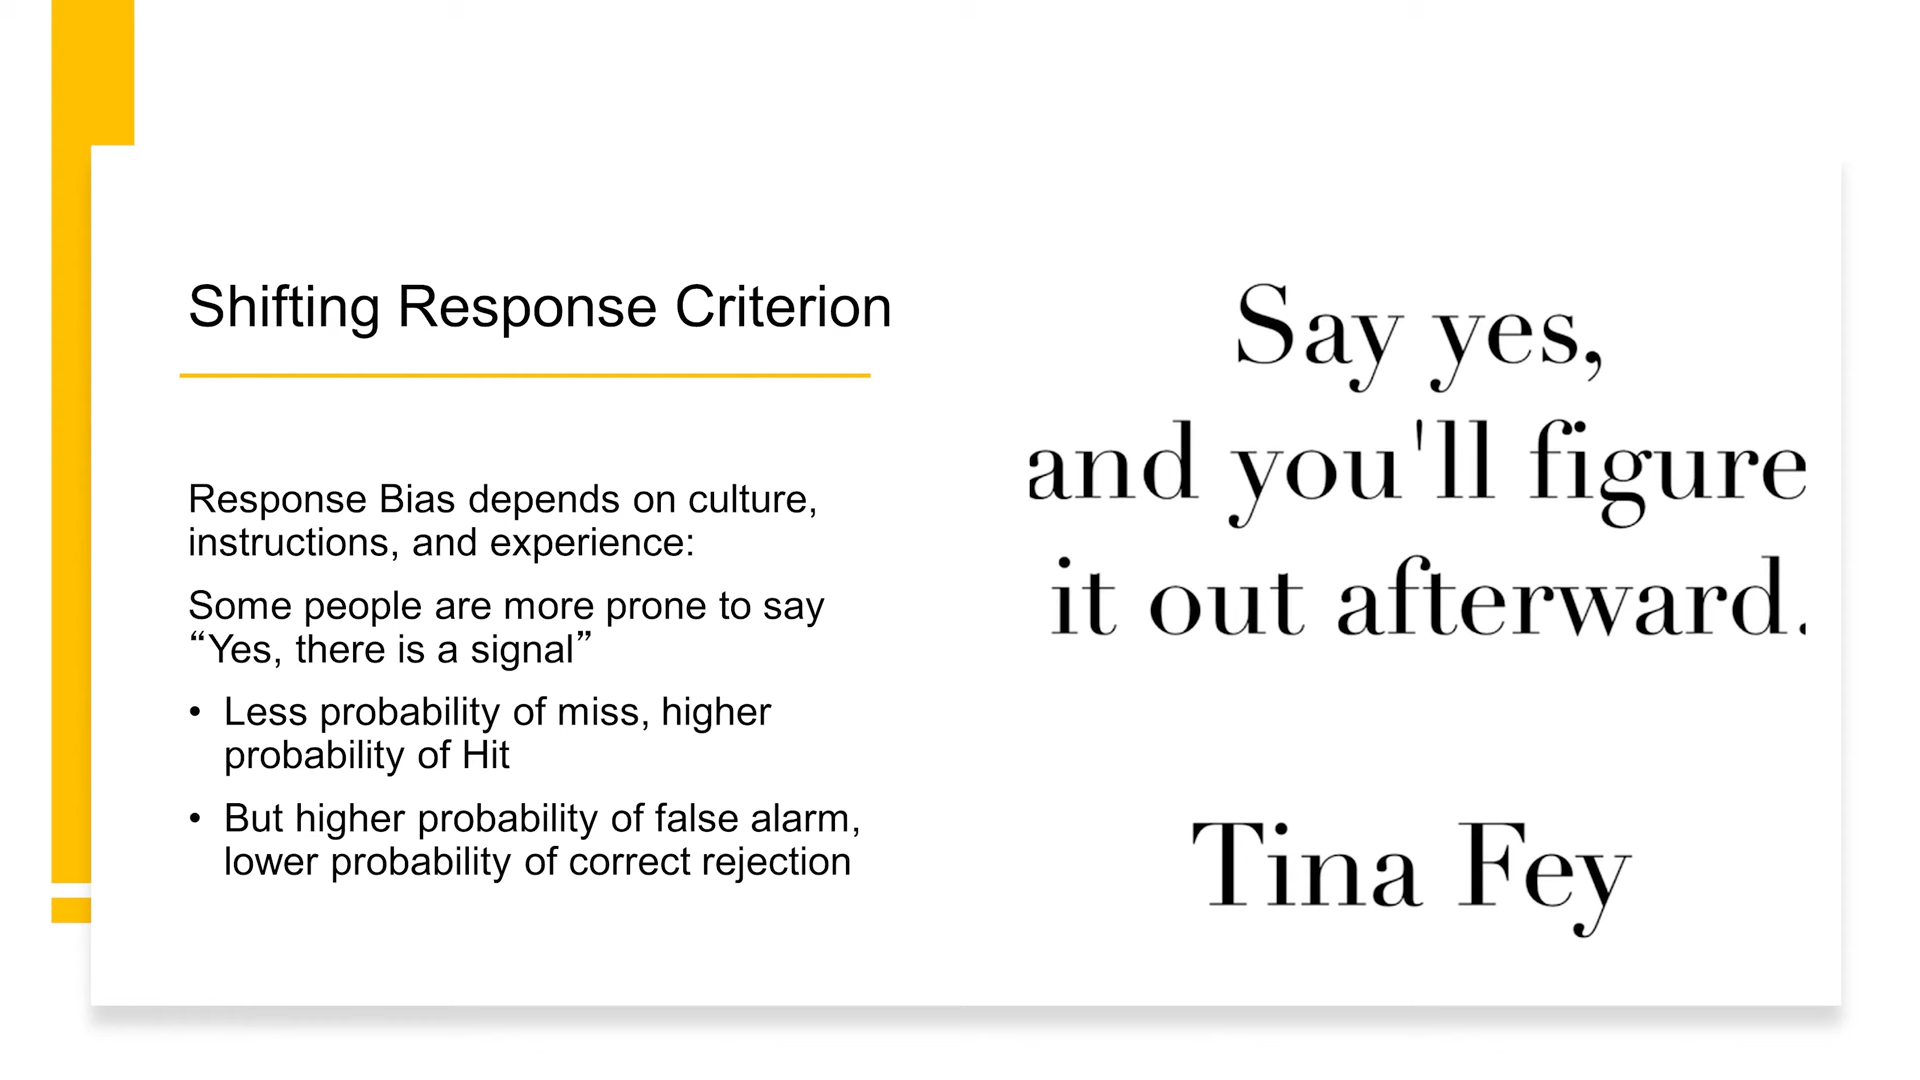 Shifting Response Criterion
Response Bias depends on culture,
instructions, and experience:
Some people are more prone to say
“Yes, there is a signal”
• Less probability of miss, higher
probability of Hit
• But higher probability of false alarm,
lower probability of correct rejection
Say yes,
and you'll figure
it out afterward.
Tina Fey